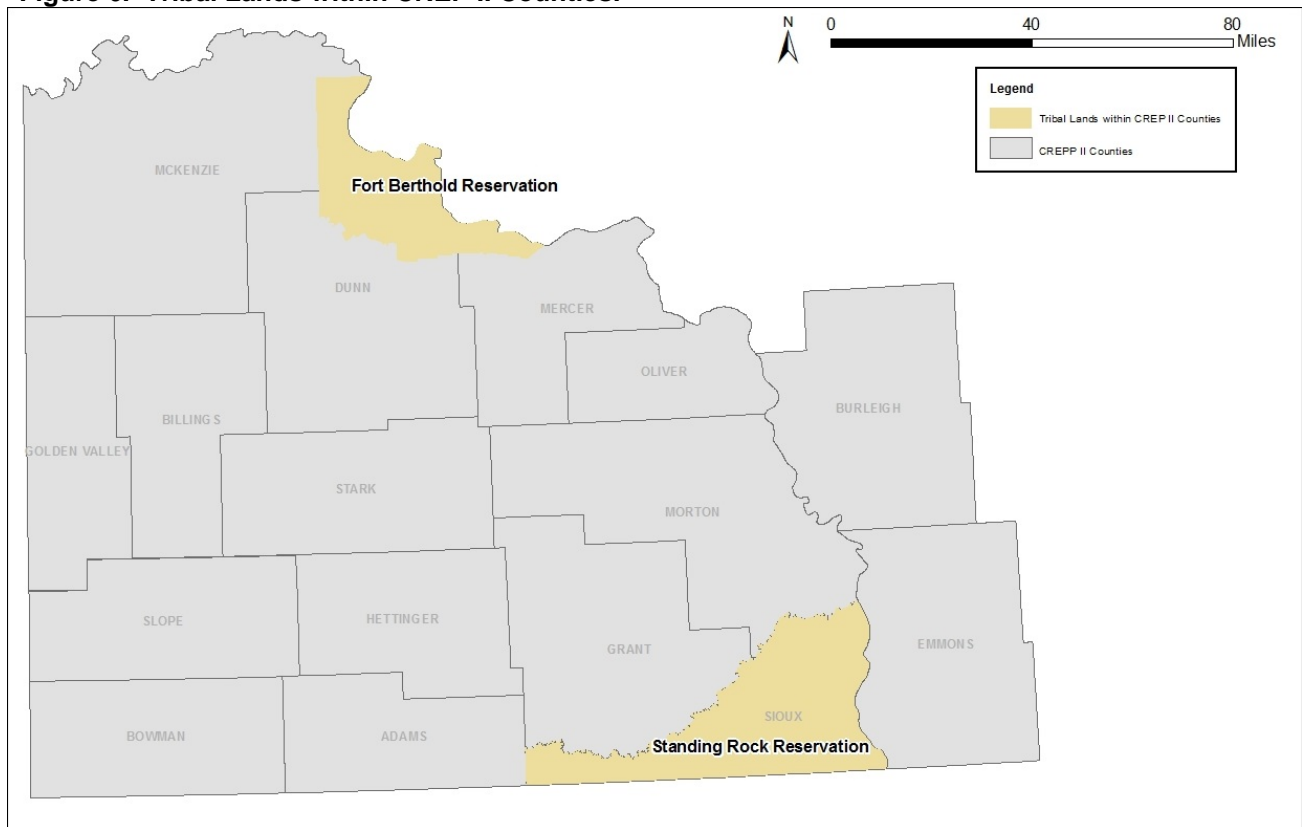 Figure Tribal Lands within CREP II Counties.
N
0 40 80
Miles
Legend
Tribal Lands within CREP II Counties
CREPP II Counties
MCKENZIE
Fort Berthold Reservation
DUNN
MERCER
OLIVER
BURLEIGH
BILLINGS
GOLDEN VALLEY
STARK
MORTON
SLOPE
HETTINGER
GRANT
EMMONS
SIOUX
BOWMAN
ADAMS
Standing Rock Reservation